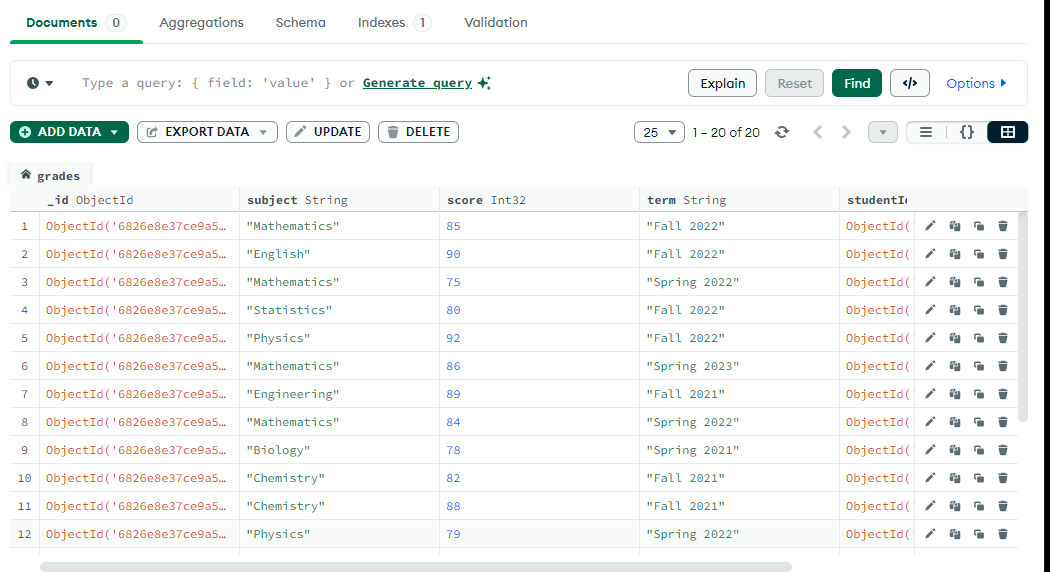 Documents 0 Aggregations Schema Indexes 1 Validation
Type a query: { field: 'value' } or Generate query Explain Reset Find </> Options
ADD DATA EXPORT DATA UPDATE DELETE 25 1 – 20 of 20 {}
grades
_id ObjectId subject String score Int32 term String studentId
1 ObjectId('6826e8e37ce9a5… "Mathematics" 85 "Fall 2022" ObjectId(
2 ObjectId('6826e8e37ce9a5… "English" 90 "Fall 2022" ObjectId(
3 ObjectId('6826e8e37ce9a5… "Mathematics" 75 "Spring 2022" ObjectId(
4 ObjectId('6826e8e37ce9a5… "Statistics" 80 "Fall 2022" ObjectId(
5 ObjectId('6826e8e37ce9a5… "Physics" 92 "Fall 2022" ObjectId(
6 ObjectId('6826e8e37ce9a5… "Mathematics" 86 "Spring 2023" ObjectId(
7 ObjectId('6826e8e37ce9a5… "Engineering" 89 "Fall 2021" ObjectId(
8 ObjectId('6826e8e37ce9a5… "Mathematics" 84 "Spring 2022" ObjectId(
9 ObjectId('6826e8e37ce9a5… "Biology" 78 "Spring 2021" ObjectId(
10 ObjectId('6826e8e37ce9a5… "Chemistry" 82 "Fall 2021" ObjectId(
11 ObjectId('6826e8e37ce9a5… "Chemistry" 88 "Fall 2021" ObjectId(
12 ObjectId('6826e8e37ce9a5… "Physics" 79 "Spring 2022" ObjectId(